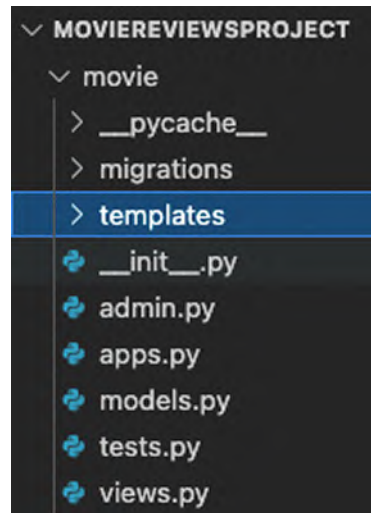 MOVIEREVIEWSPROJECT
movie
__pycache__
migrations
templates
__init__.py
admin.py
apps.py
models.py
tests.py
views.py